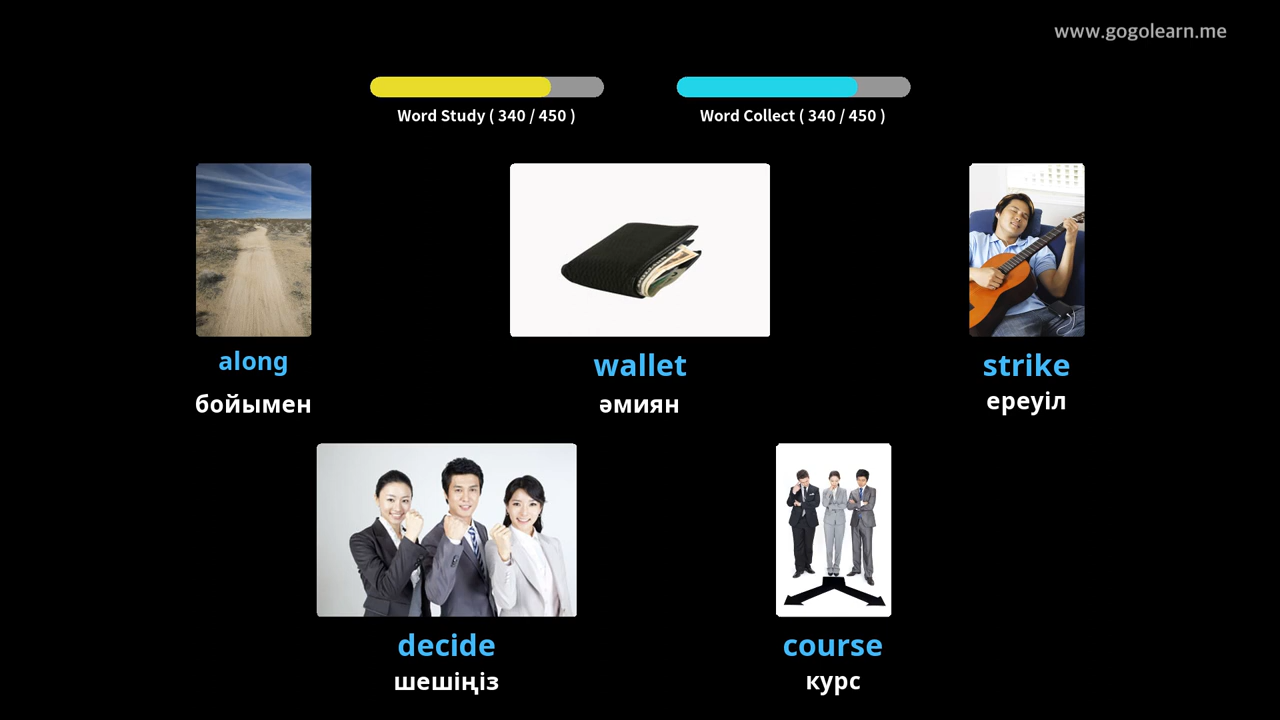 www.gogolearn.me
Word Study ( 340 / 450 )
Word Collect ( 340 / 450 )
along
бойымен
wallet
әмиян
strike
ереуіл
decide
шешіңіз
course
курс